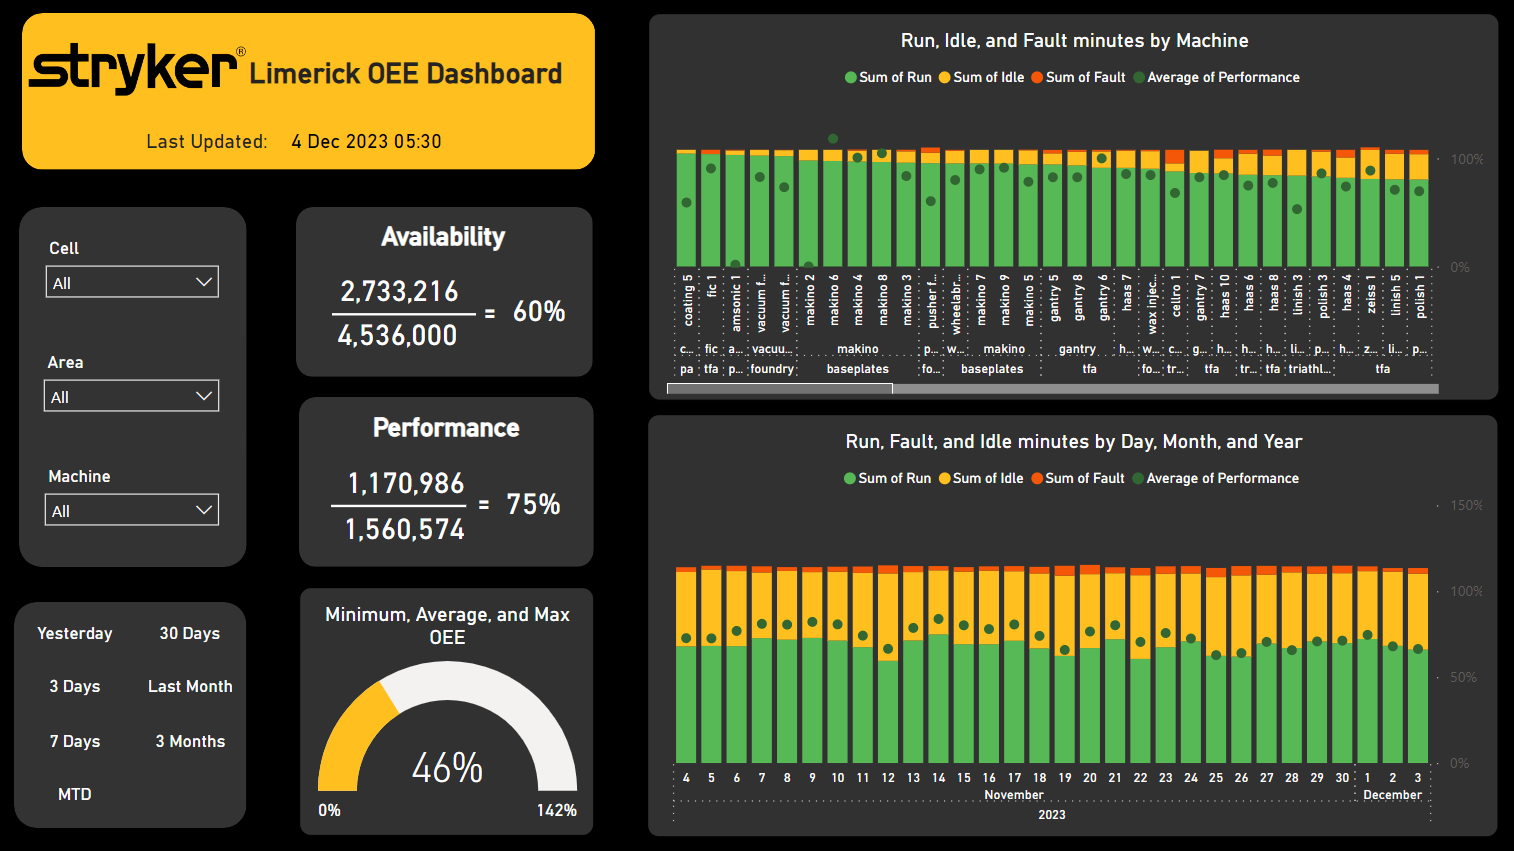 stryker® Limerick OEE Dashboard
Last Updated: 4 Dec 2023 05:30
Cell
All
Area
All
Machine
All
Yesterday 30 Days
3 Days Last Month
7 Days 3 Months
MTD
Availability
2,733,216
4,536,000
= 60%
Performance
1,170,986
1,560,574
= 75%
Minimum, Average, and Max
OEE
46%
0% 142%
Run, Idle, and Fault minutes by Machine
Sum of Run Sum of Idle Sum of Fault Average of Performance
100%
0%
coating 5 fic 1 amsonic 1 vacuum f... vacuum f... makino 2 makino 6 makino 4 makino 8 makino 3 pusher f... wheelabr... makino 7 makino 9 makino 5 gantry 5 gantry 8 gantry 6 haas 7 wax injec... cellro 1 gantry 7 haas 10 haas 6 haas 8 linish 3 polish 3 haas 4 zeiss 1 linish 5 polish 1
c... fic a... vacuu... makino p... w... makino gantry h... w... c... g... h... h... h... li... p... h... z... li... p...
pa tfa p... foundry baseplates fo... baseplates tfa fo... tr... tfa tr... tfa triathl... tfa
Run, Fault, and Idle minutes by Day, Month, and Year
Sum of Run Sum of Idle Sum of Fault Average of Performance
150%
100%
50%
0%
4 5 6 7 8 9 10 11 12 13 14 15 16 17 18 19 20 21 22 23 24 25 26 27 28 29 30 1 2 3
November December
2023